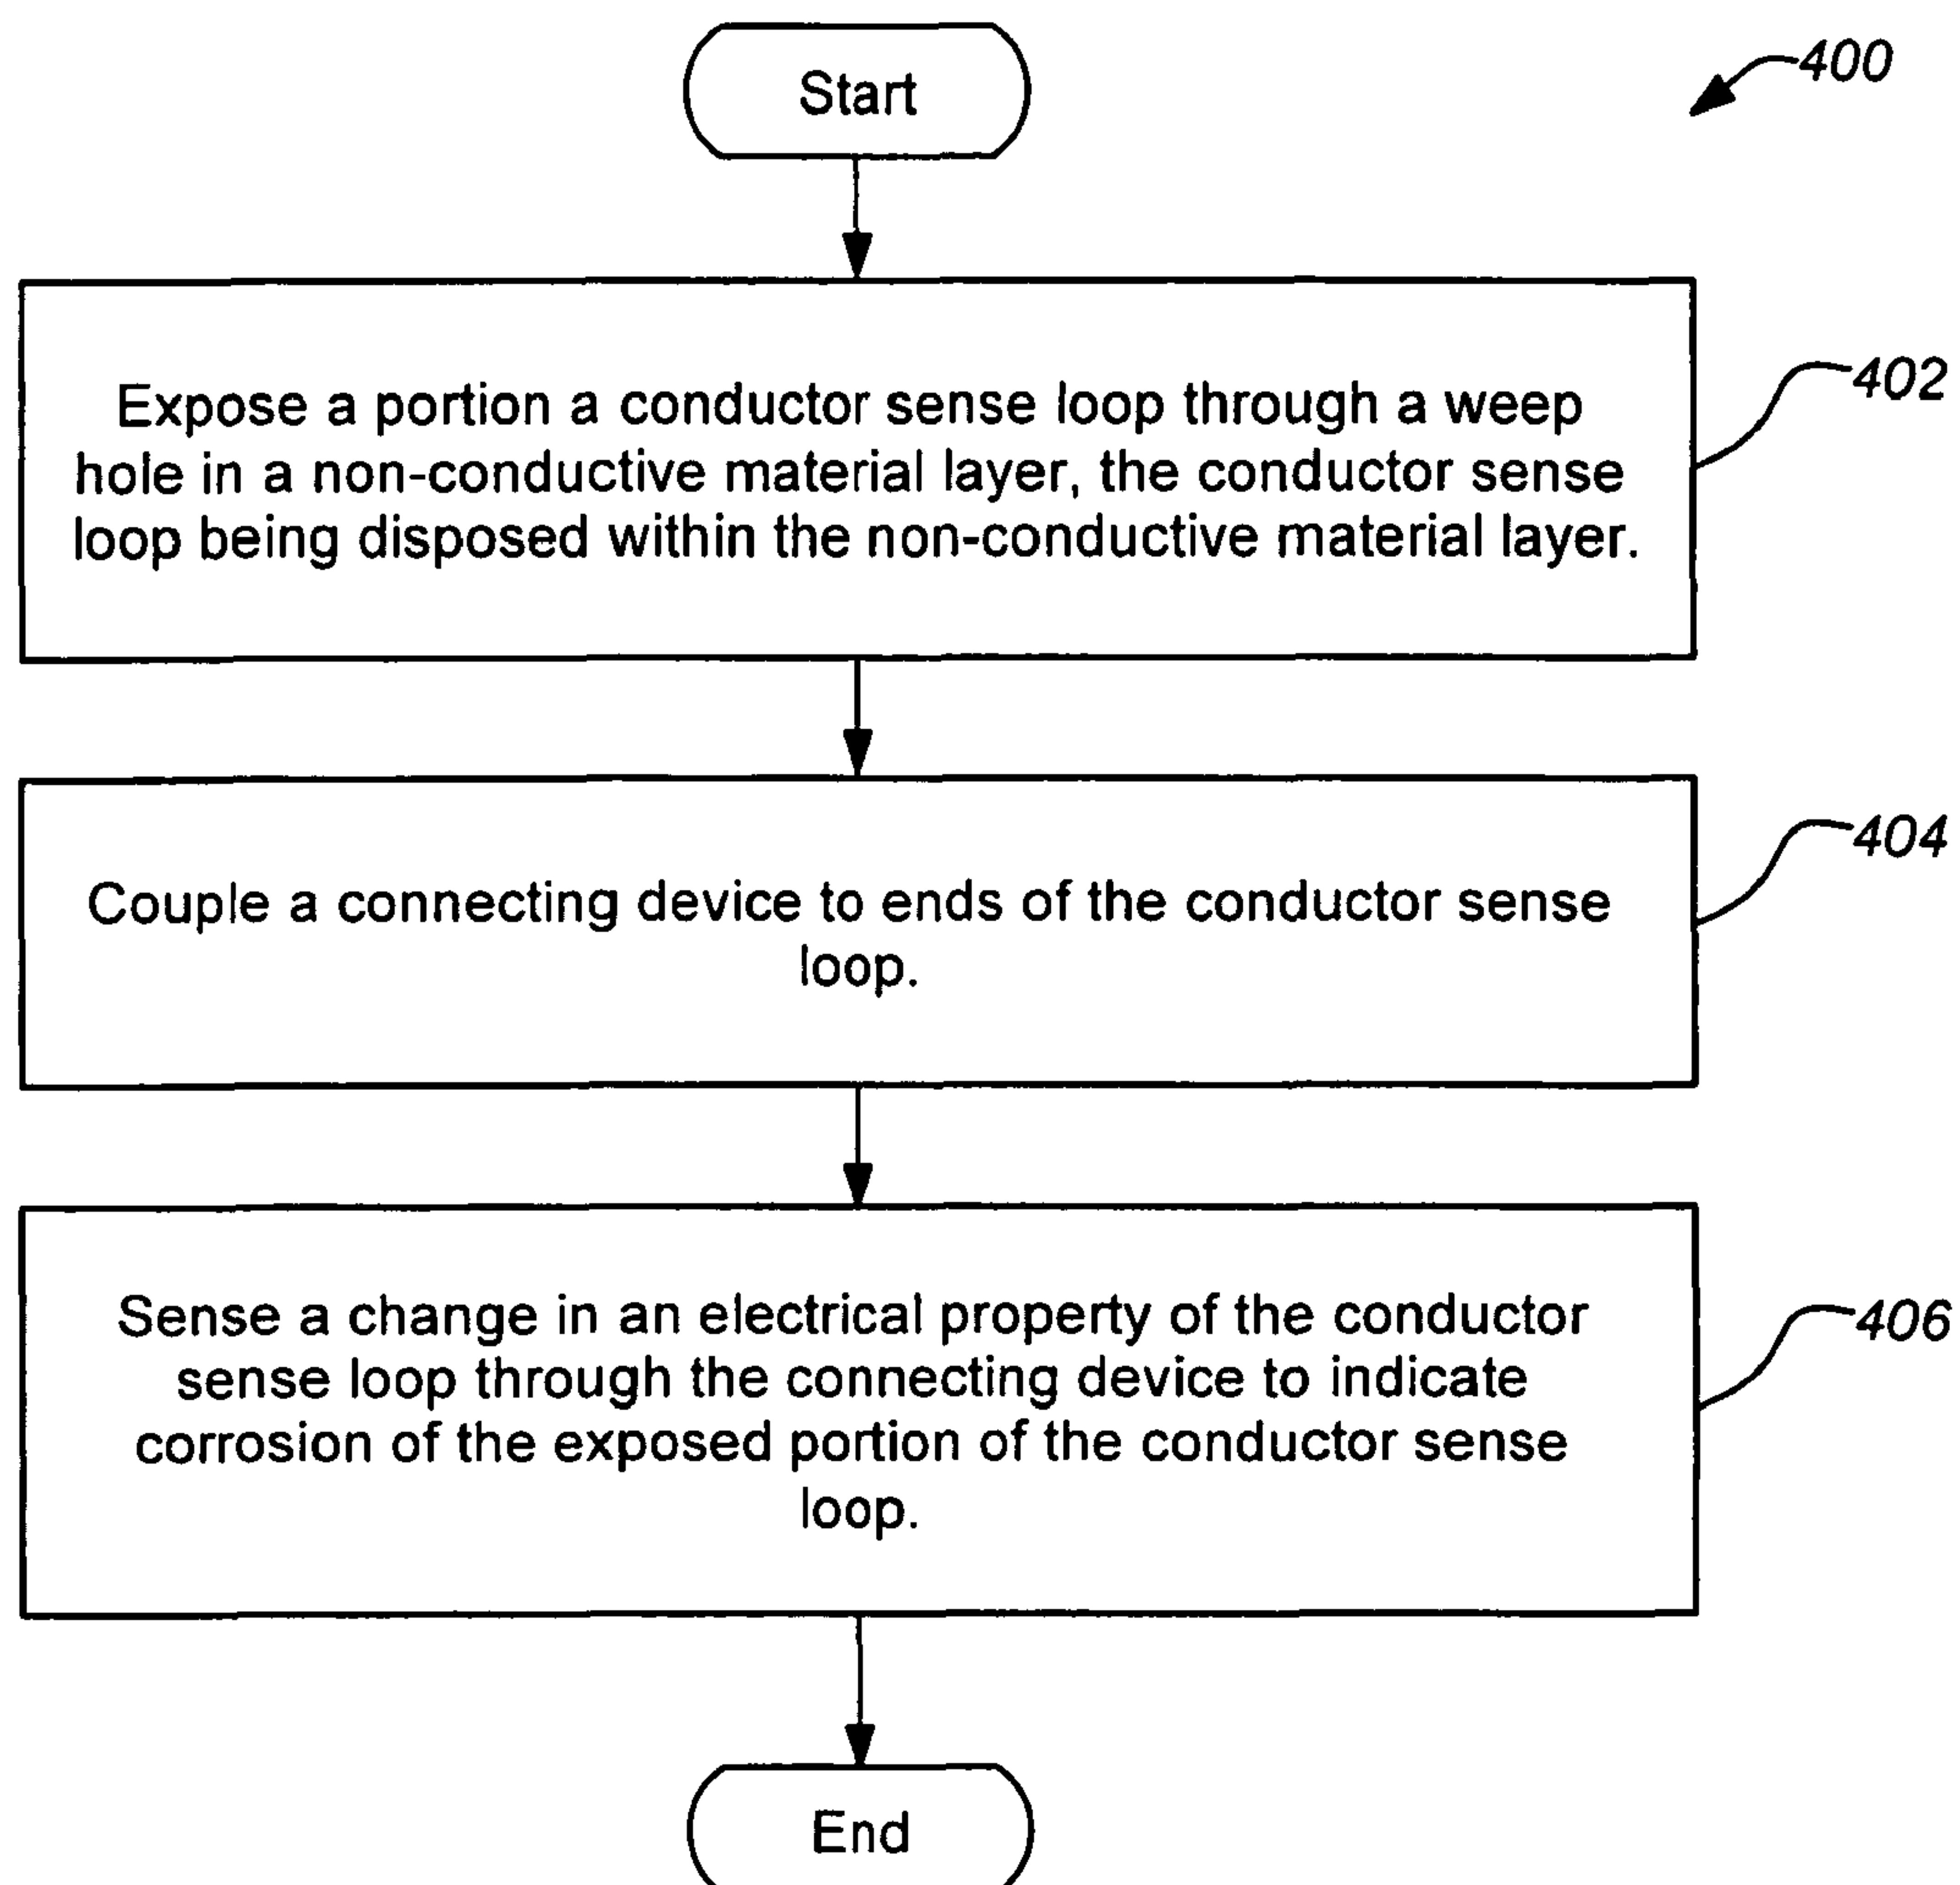 Start
400
Expose a portion a conductor sense loop through a weep
hole in a non-conductive material layer, the conductor sense
loop being disposed within the non-conductive material layer.
402
Couple a connecting device to ends of the conductor sense
loop.
404
Sense a change in an electrical property of the conductor
sense loop through the connecting device to indicate
corrosion of the exposed portion of the conductor sense
loop.
406
End